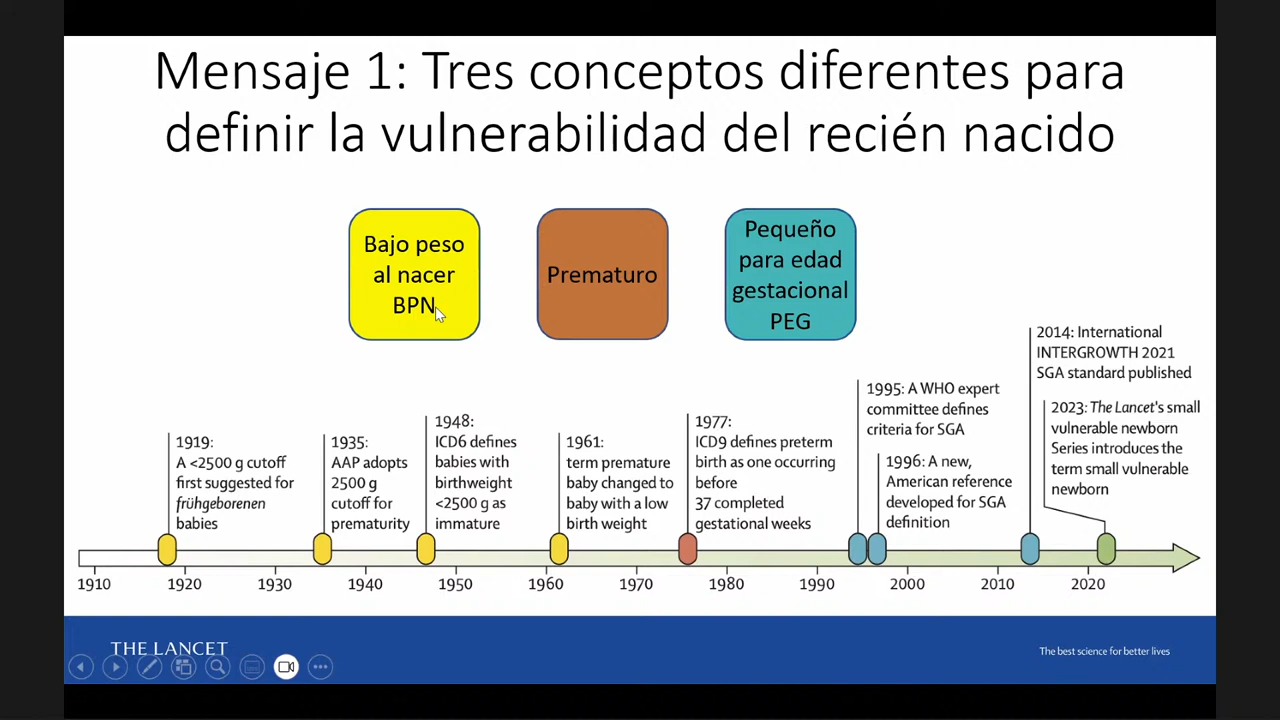 Mensaje 1: Tres conceptos diferentes para
definir la vulnerabilidad del recién nacido
Bajo peso
al nacer
BPN
Prematuro
Pequeño
para edad
gestacional
PEG
1919:
A <2500 g cutoff
first suggested for
frühgeborenen
babies
1935:
AAP adopts
2500 g
cutoff for
prematurity
1948:
ICD6 defines
babies with
birthweight
<2500 g as
immature
1961:
term premature
baby changed to
baby with a low
birth weight
1977:
ICD9 defines preterm
birth as one occurring
before
37 completed
gestational weeks
1995: A WHO expert
committee defines
criteria for SGA
1996: A new,
American reference
developed for SGA
definition
2014: International
INTERGROWTH 2021
SGA standard published
2023: The Lancet's small
vulnerable newborn
Series introduces the
term small vulnerable
newborn
1910 1920 1930 1940 1950 1960 1970 1980 1990 2000 2010 2020
THE LANCET
The best science for better lives